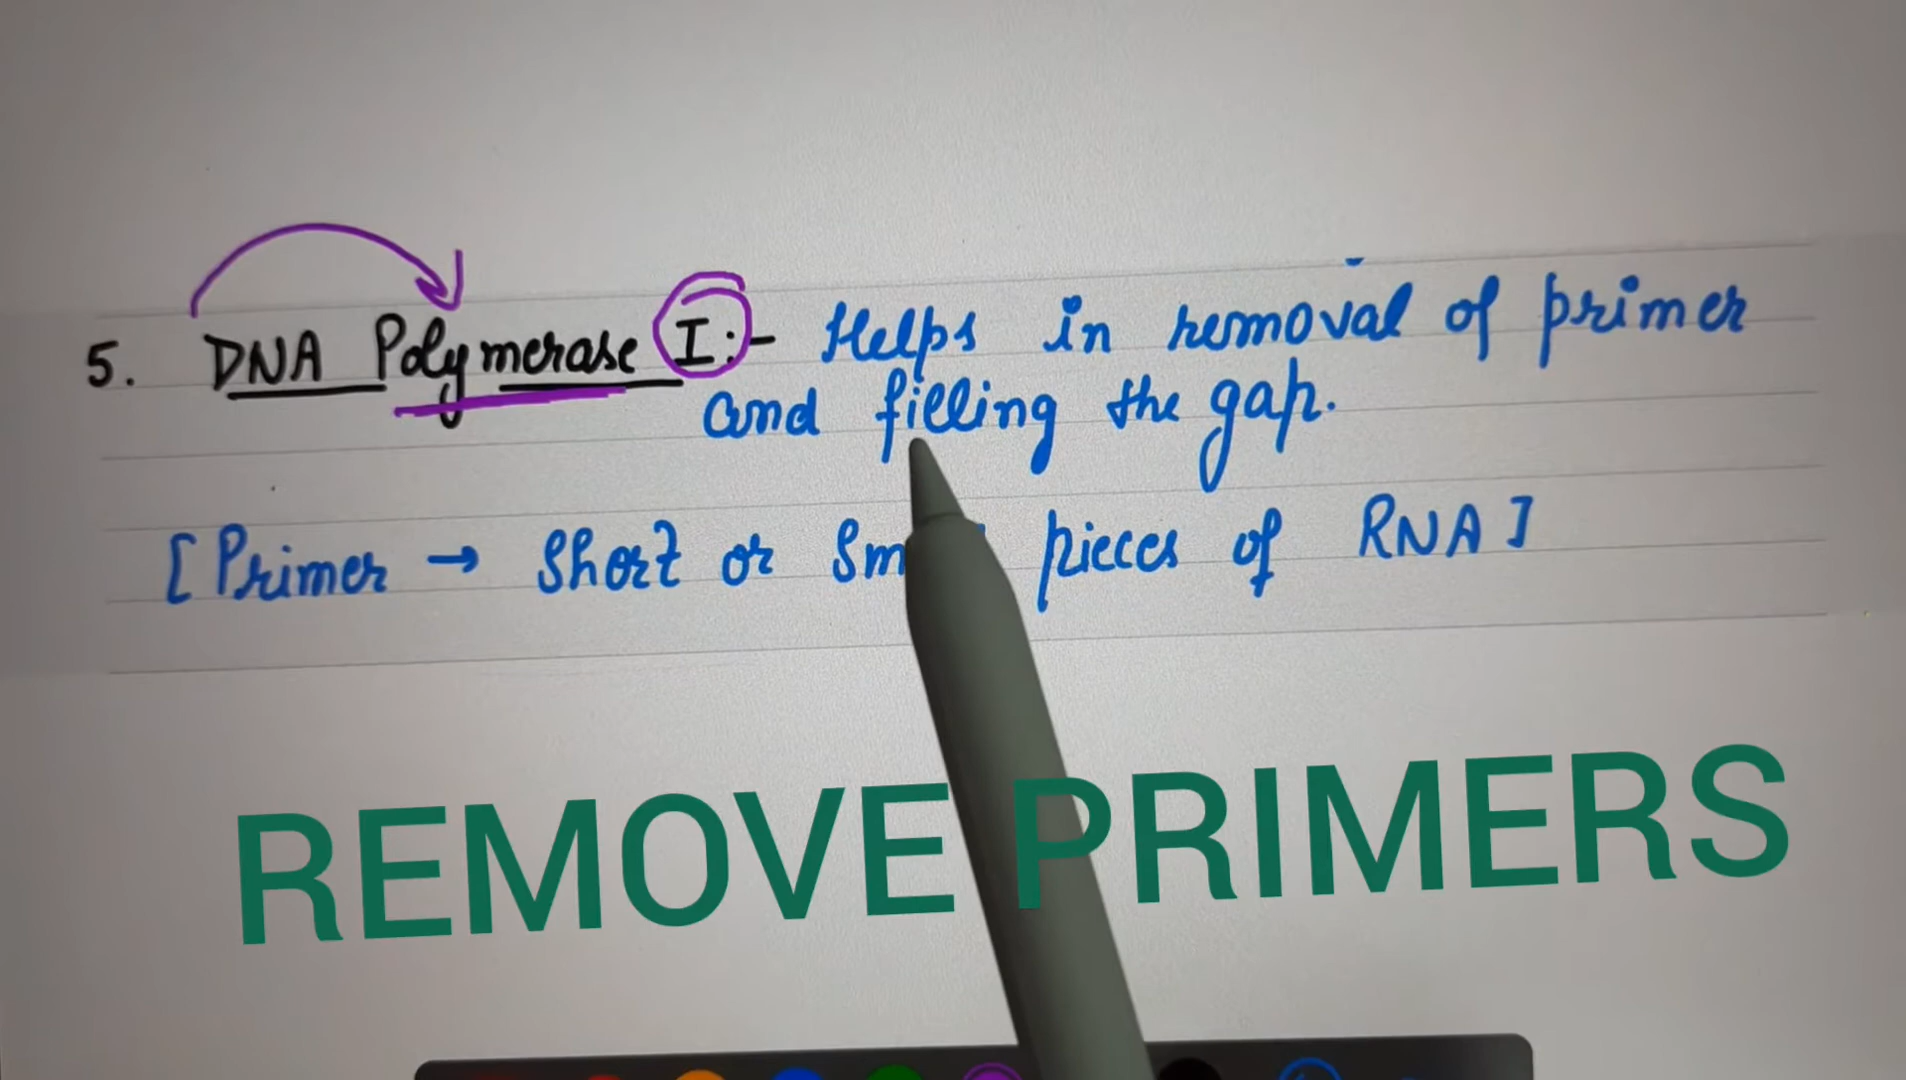 5. DNA Polymerase I:- Helps in removal of primer
and filling the gap.
[Primer → Short or Sm pieces of RNA]
REMOVE PRIMERS